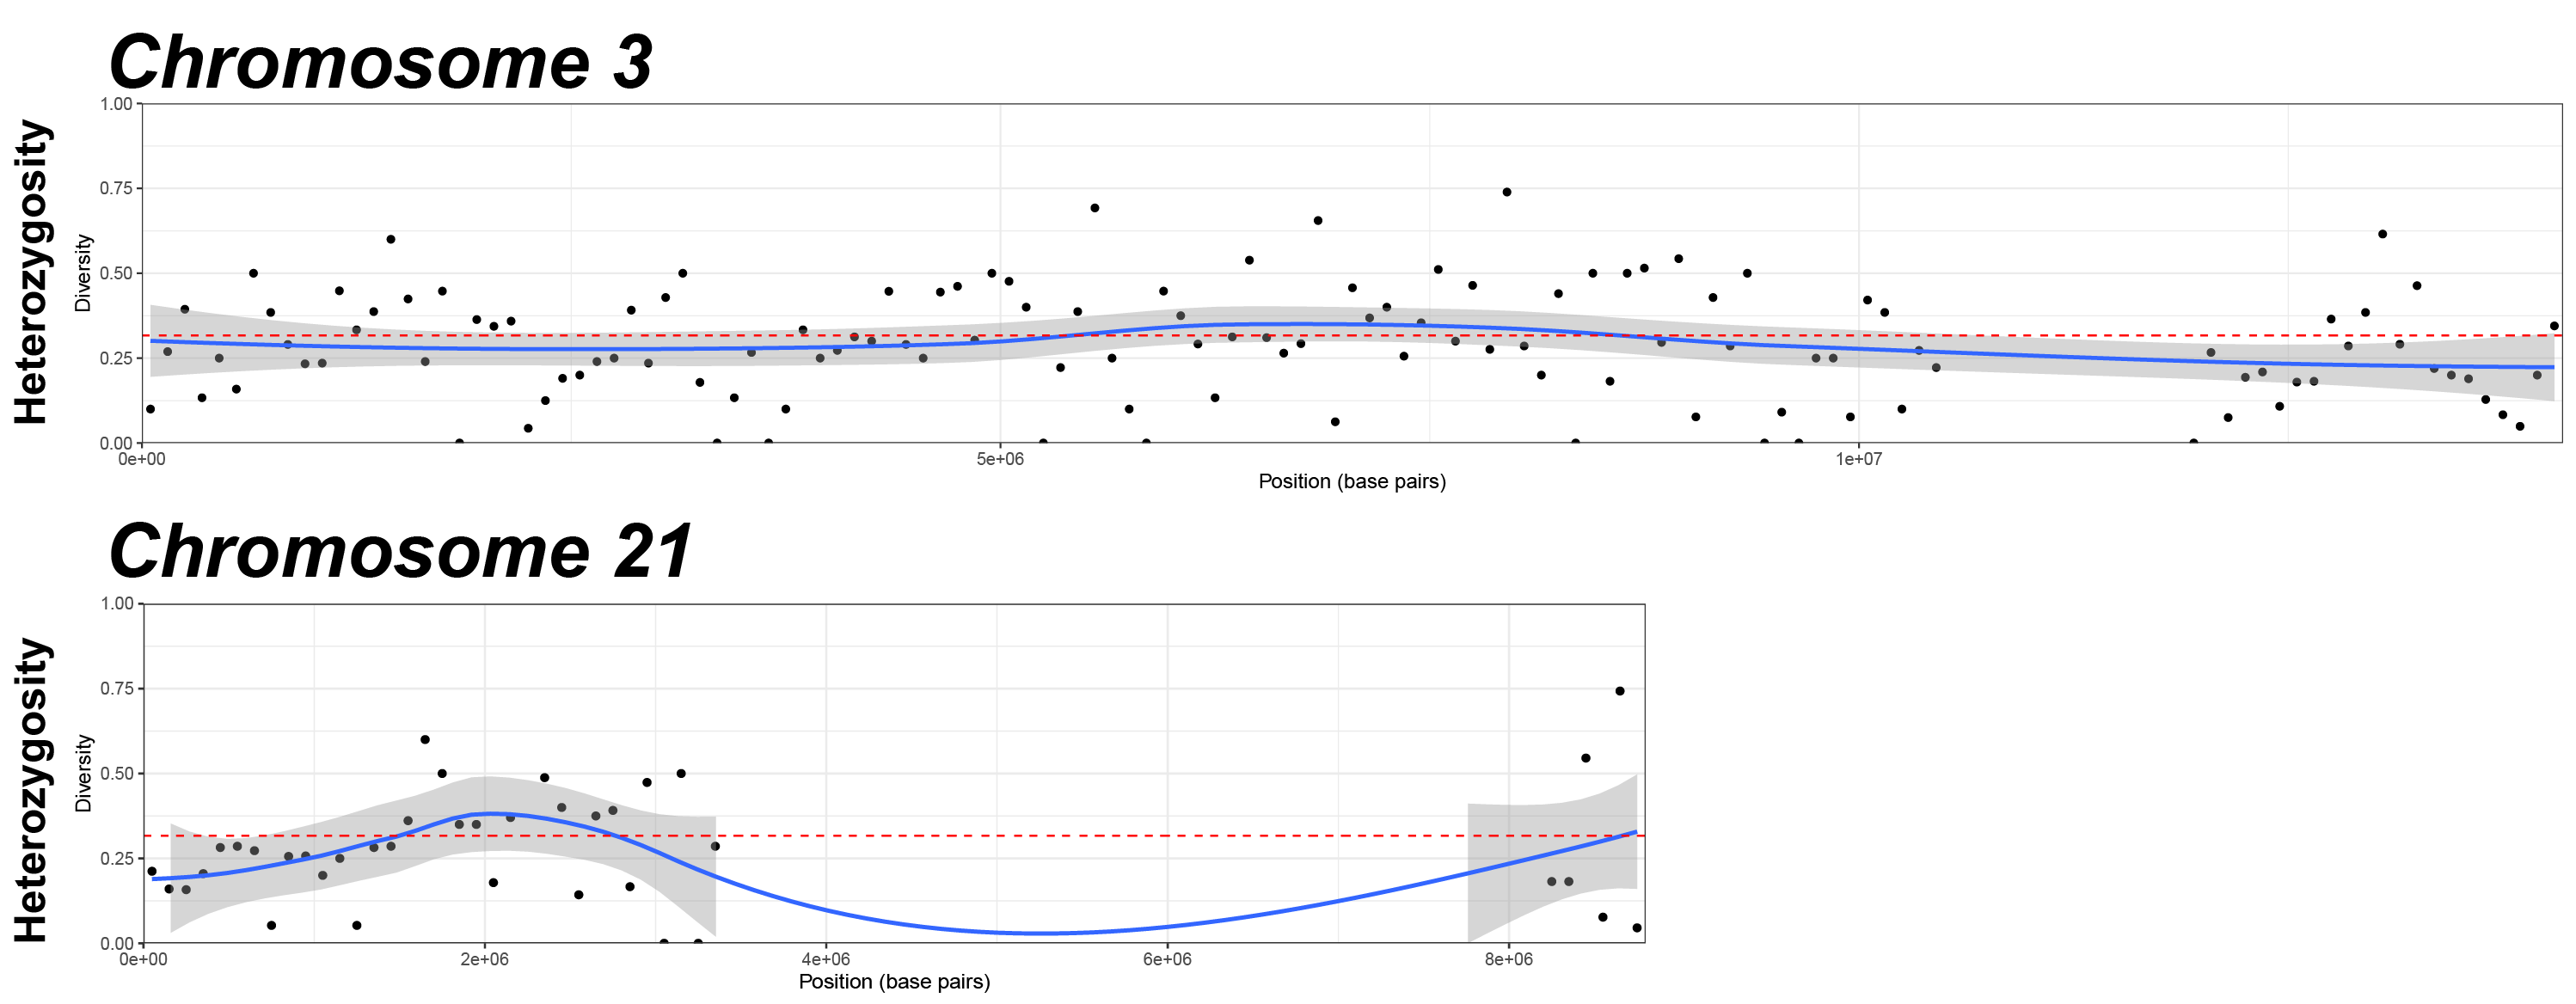 Chromosome 3
Heterozygosity
Diversity
1.00
0.75
0.50
0.25
0.00
0e+00 5e+06 1e+07
Position (base pairs)
Chromosome 21
Heterozygosity
Diversity
1.00
0.75
0.50
0.25
0.00
0e+00 2e+06 4e+06 6e+06 8e+06
Position (base pairs)